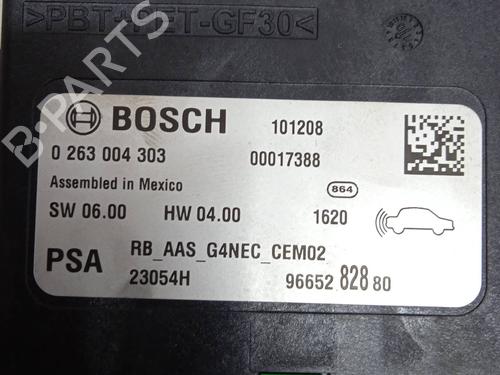 >PBT+PET-GF30<
B-PARTS
BOSCH 101208
0 263 004 303 00017388
Assembled in Mexico 864
SW 06.00 HW 04.00 1620
PSA RB_AAS_G4NEC_CEM02
23054H 96652 828 80